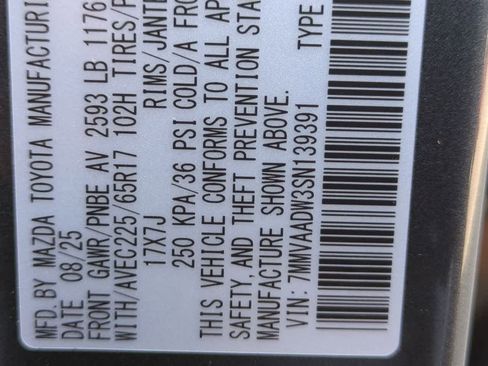 MFD. BY MAZDA TOYOTA MANUFACTURI
DATE 08/25
FRONT GAWR/PNBE AV 2593 LB 1176
WITH/AVEC225/65R17 102H TIRES/P
17X7J RIMS/JANTE
250 KPA/36 PSI COLD/A FRO
THIS VEHICLE CONFORMS TO ALL AP
SAFETY AND THEFT PREVENTION STA
MANUFACTURE SHOWN ABOVE.
VIN: 7MMVAADW3SN139391 TYPE